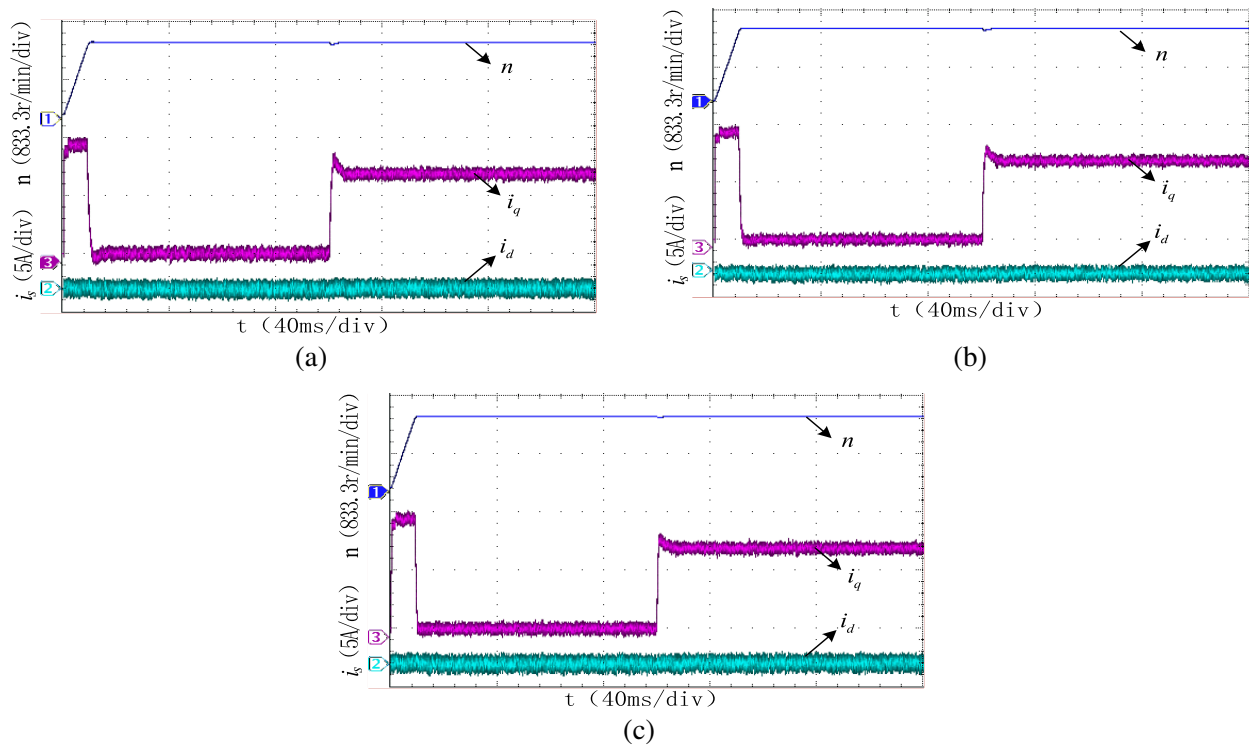 n (833.3r/min/div)
i_s (5A/div)
1
3
2
n
i_q
i_d
t (40ms/div)
(a)
n (833.3r/min/div)
i_s (5A/div)
1
3
2
n
i_q
i_d
t (40ms/div)
(b)
n (833.3r/min/div)
i_s (5A/div)
1
3
2
n
i_q
i_d
t (40ms/div)
(c)